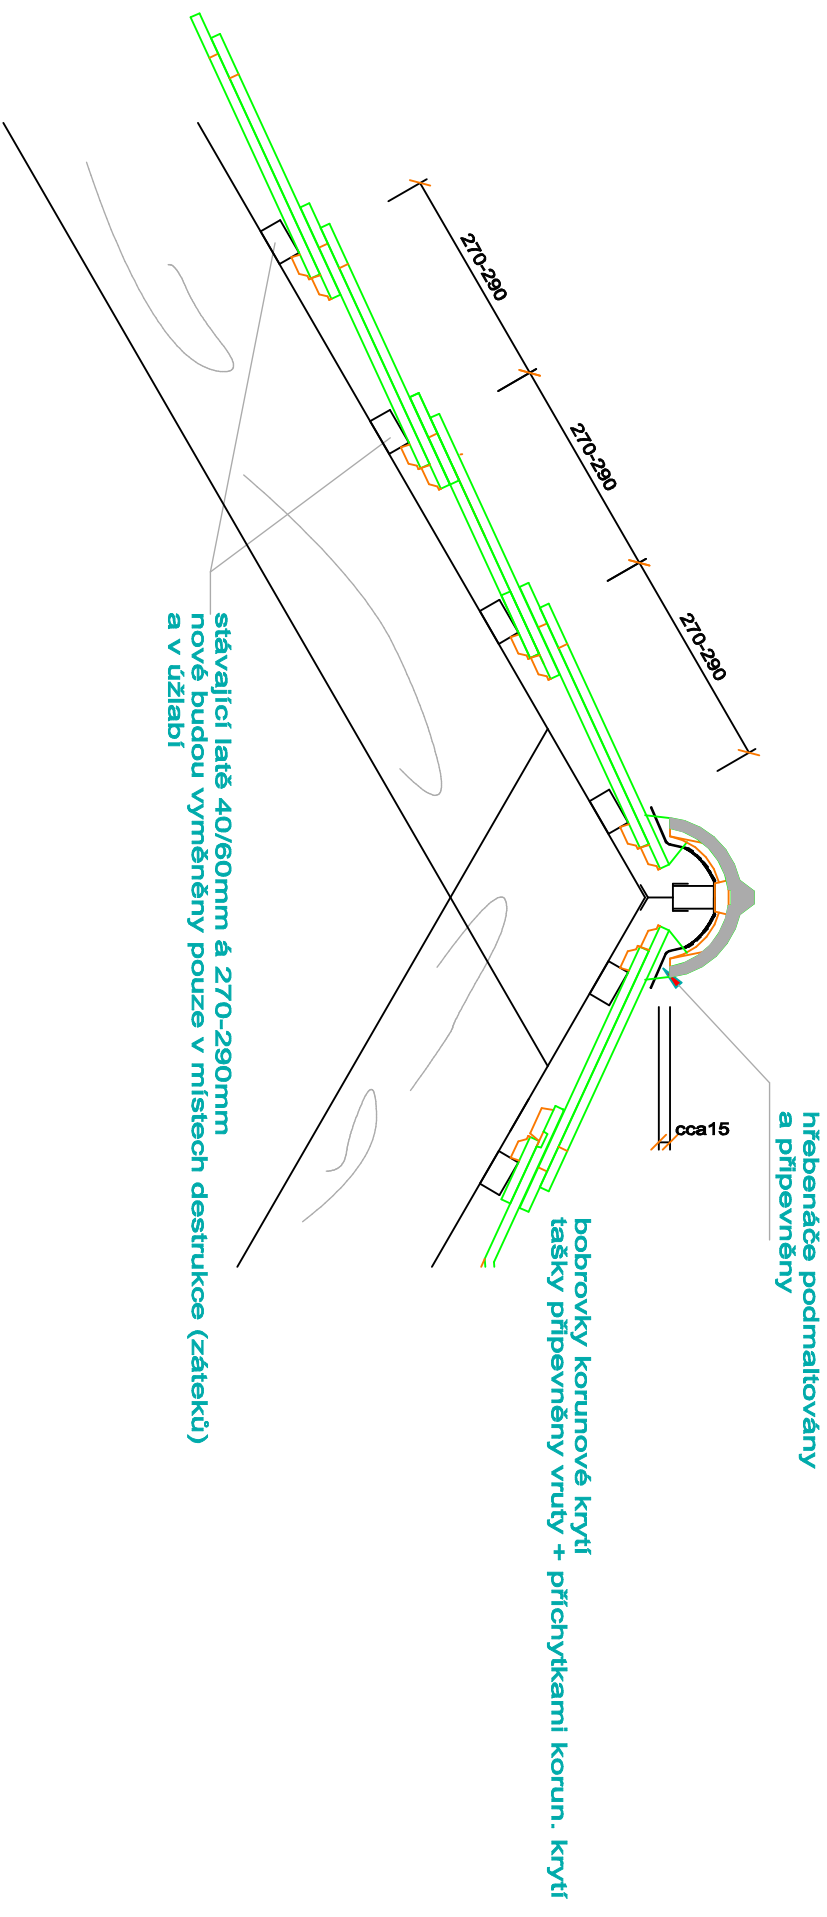 hřebenáče podmaltovány
a připevněny
cca15
270-290
270-290
270-290
bobrovky korunové krytí
tašky připevněny vruty + příchytkami korun. krytí
stávající latě 40/60mm á 270-290mm
nové budou vyměněny pouze v místech destrukce (záteků)
a v úžlabí